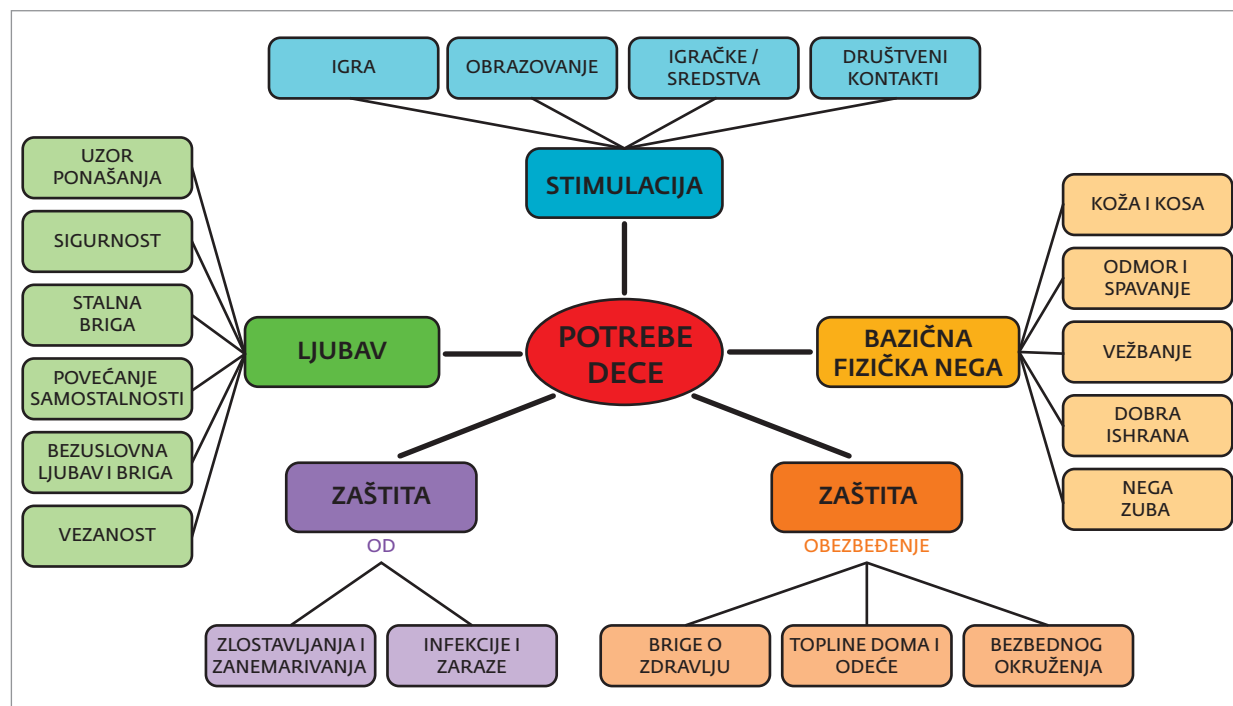 IGRA
OBRAZOVANJE
IGRAČKE /
SREDSTVA
DRUŠTVENI
KONTAKTI
STIMULACIJA
UZOR
PONAŠANJA
SIGURNOST
STALNA
BRIGA
POVEĆANJE
SAMOSTALNOSTI
BEZUSLOVNA
LJUBAV I BRIGA
VEZANOST
LJUBAV
POTREBE
DECE
BAZIČNA
FIZIČKA NEGA
KOŽA I KOSA
ODMOR I
SPAVANJE
VEŽBANJE
DOBRA
ISHRANA
NEGA
ZUBA
ZAŠTITA
OD
ZLOSTAVLJANJA I
ZANEMARIVANJA
INFEKCIJE I
ZARAZE
ZAŠTITA
OBEZBEĐENJE
BRIGE O
ZDRAVLJU
TOPLINE DOMA I
ODEĆE
BEZBEDNOG
OKRUŽENJA